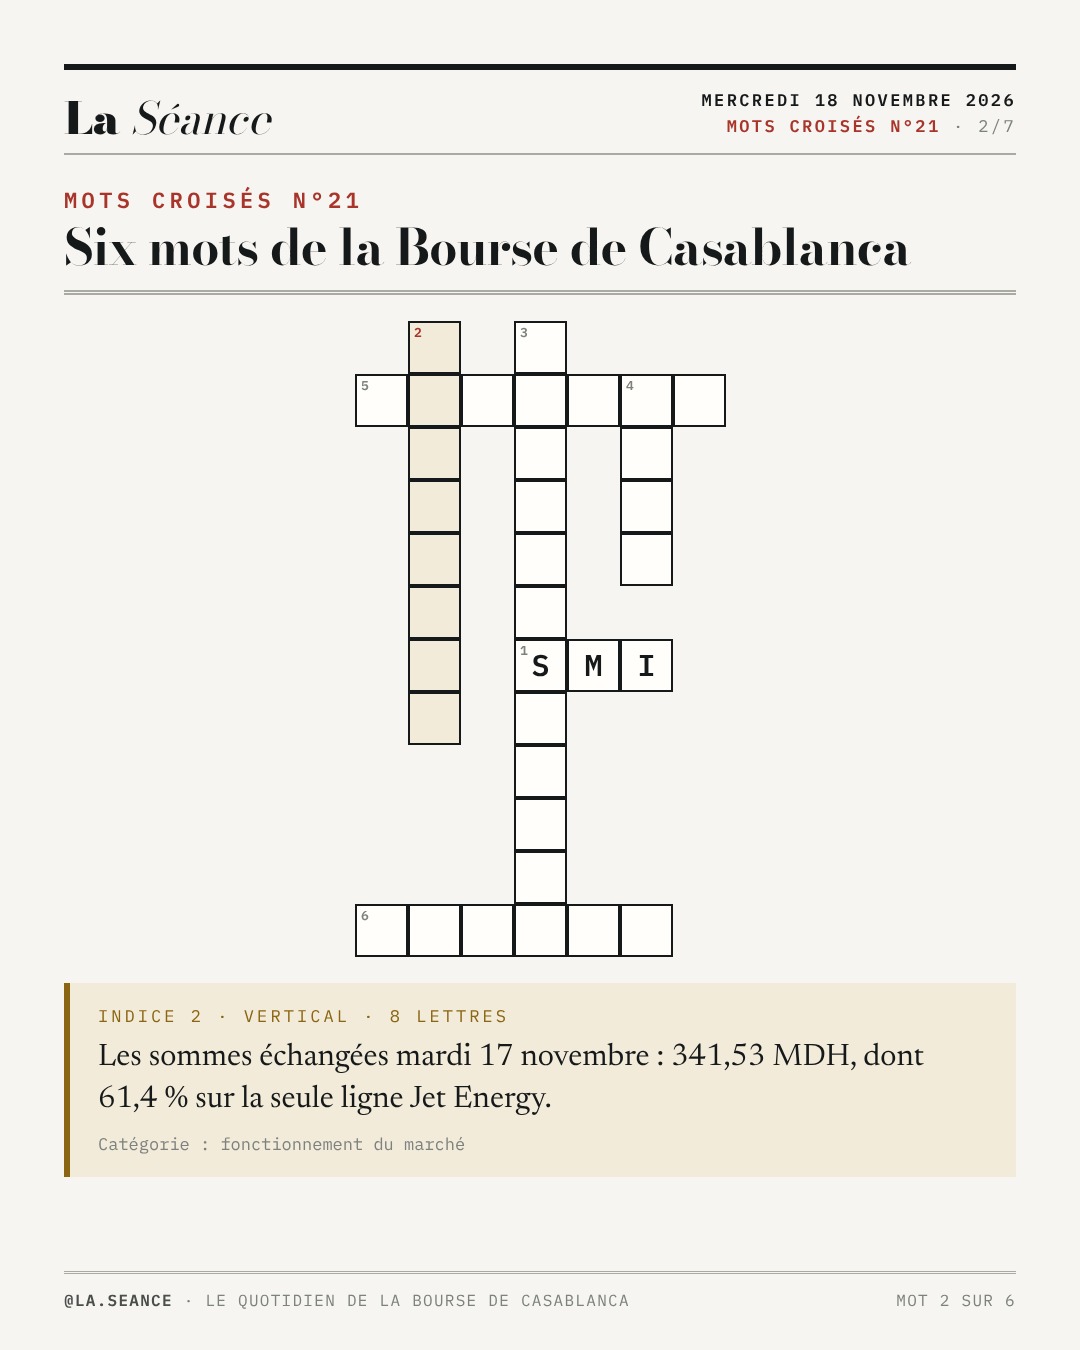 La Séance
MERCREDI 18 NOVEMBRE 2026
MOTS CROISÉS N°21 · 2/7
MOTS CROISÉS N°21
Six mots de la Bourse de Casablanca
2 3
5 4
1 S M I
6
INDICE 2 · VERTICAL · 8 LETTRES
Les sommes échangées mardi 17 novembre : 341,53 MDH, dont
61,4 % sur la seule ligne Jet Energy.
Catégorie : fonctionnement du marché
@LA.SEANCE · LE QUOTIDIEN DE LA BOURSE DE CASABLANCA
MOT 2 SUR 6